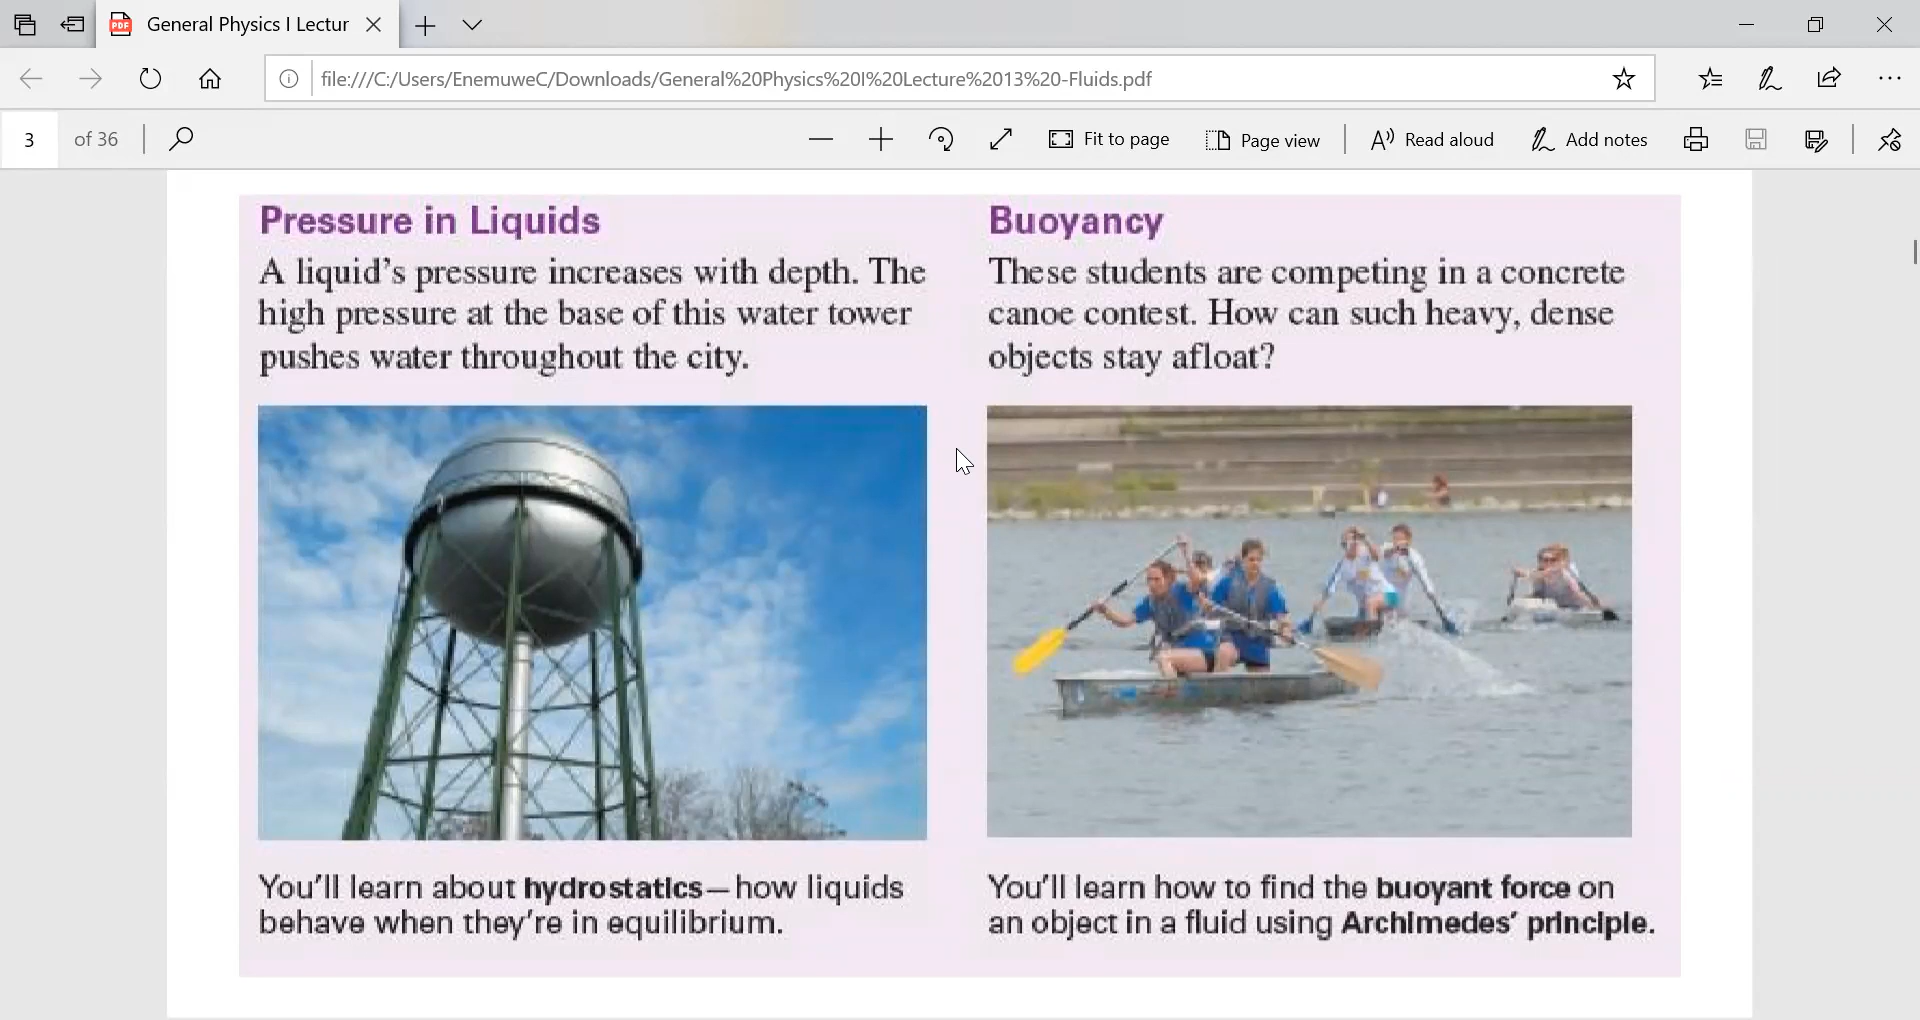 General Physics I Lectur
file:///C:/Users/EnemuweC/Downloads/General%20Physics%20I%20Lecture%2013%20-Fluids.pdf
3 of 36
Fit to page
Page view
Read aloud
Add notes
Pressure in Liquids
A liquid's pressure increases with depth. The
high pressure at the base of this water tower
pushes water throughout the city.
You'll learn about hydrostatics—how liquids
behave when they're in equilibrium.
Buoyancy
These students are competing in a concrete
canoe contest. How can such heavy, dense
objects stay afloat?
You'll learn how to find the buoyant force on
an object in a fluid using Archimedes' principle.